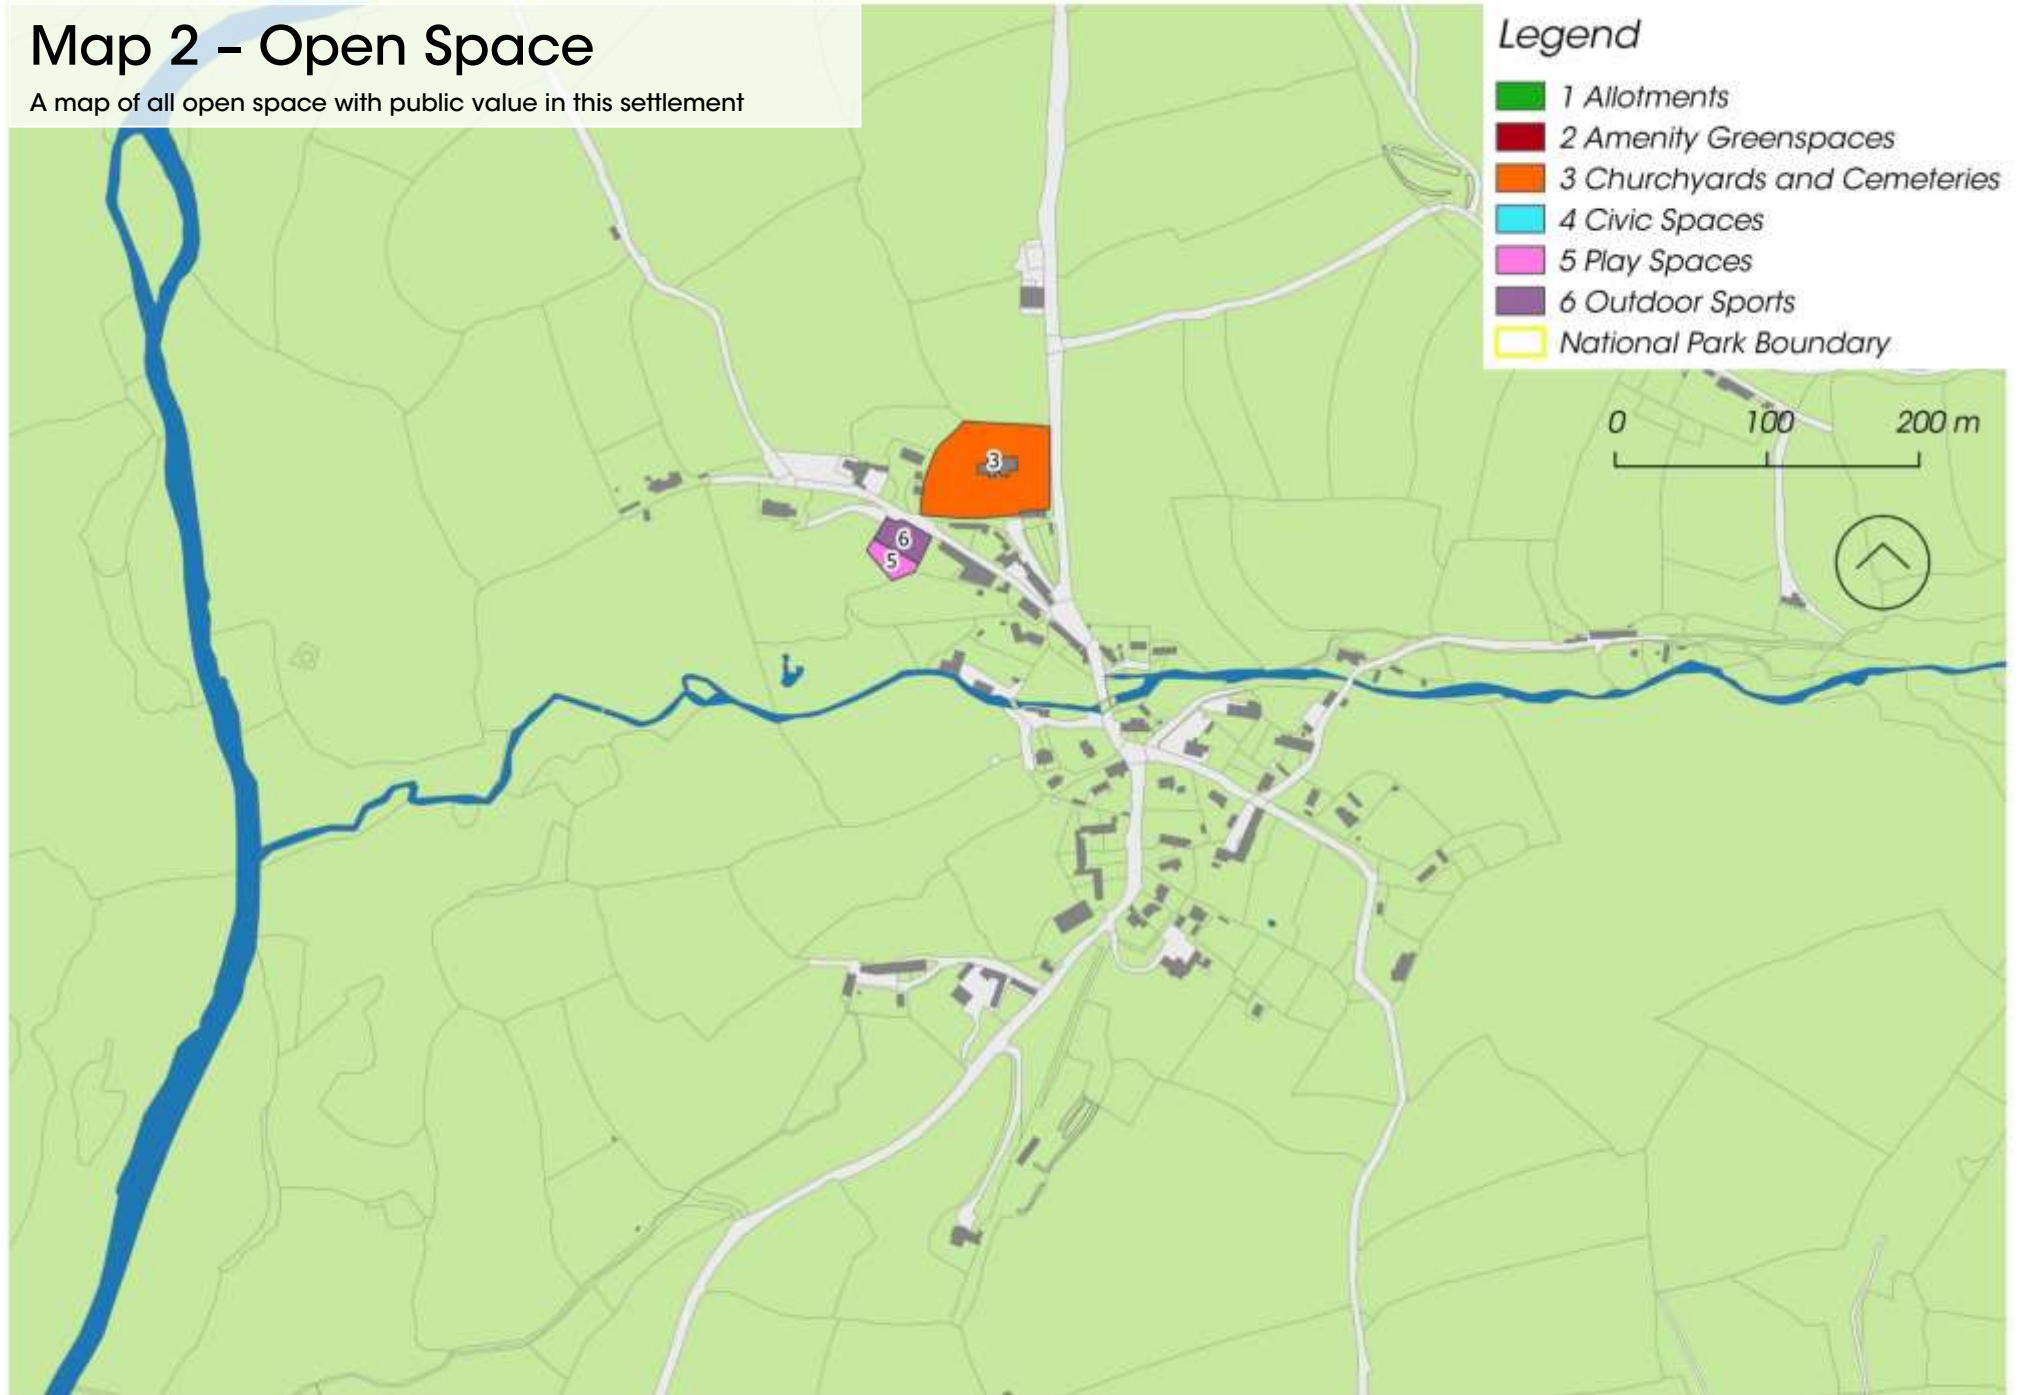 Map 2 – Open Space
A map of all open space with public value in this settlement
Legend
1 Allotments
2 Amenity Greenspaces
3 Churchyards and Cemeteries
4 Civic Spaces
5 Play Spaces
6 Outdoor Sports
National Park Boundary
0 100 200 m
3
6
5